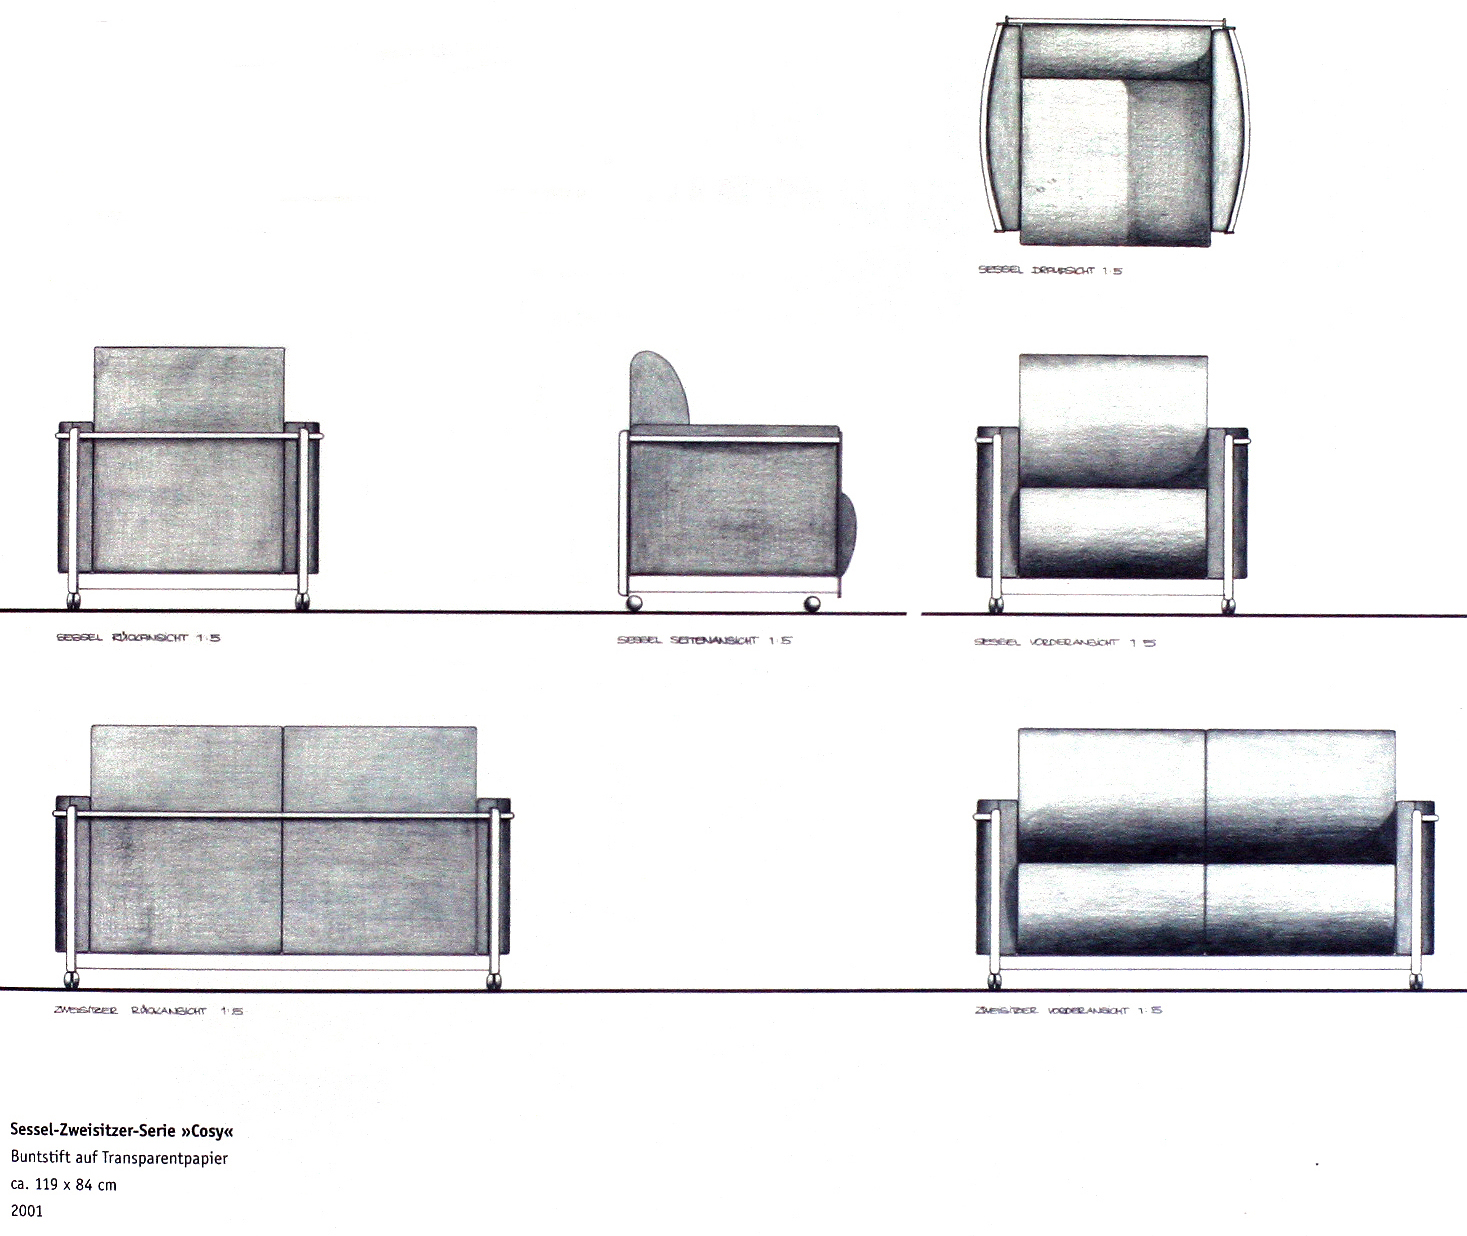 SESSEL DRAUFSICHT 1:5
SESSEL RÜCKANSICHT 1:5
SESSEL SEITENANSICHT 1:5
SESSEL VORDERANSICHT 1:5
ZWEISITZER RÜCKANSICHT 1:5
ZWEISITZER VORDERANSICHT 1:5
Sessel-Zweisitzer-Serie »Cosy«
Buntstift auf Transparentpapier
ca. 119 x 84 cm
2001